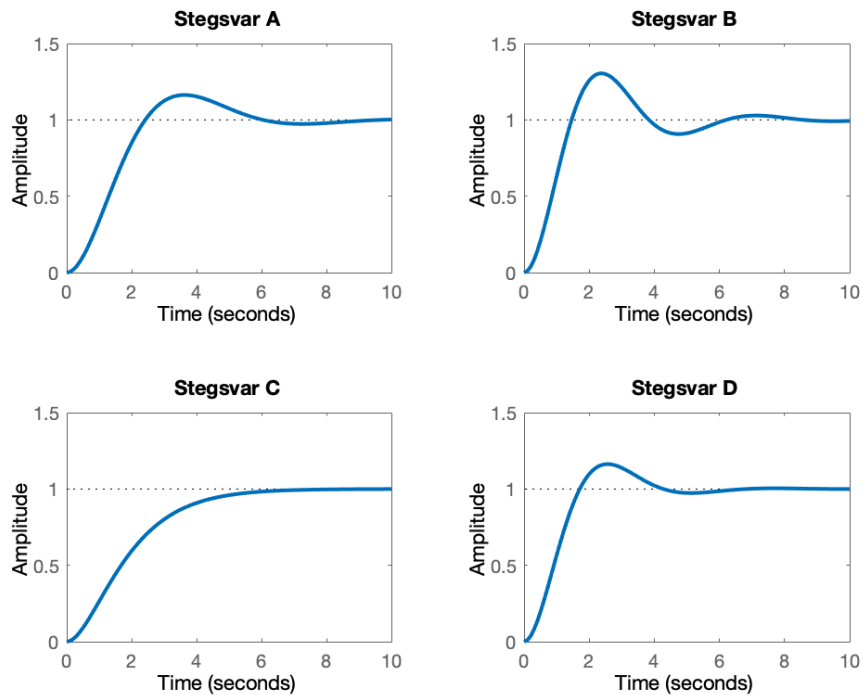 Stegsvar A
1.5
1
0.5
0
Amplitude
0 2 4 6 8 10
Time (seconds)
Stegsvar B
1.5
1
0.5
0
Amplitude
0 2 4 6 8 10
Time (seconds)
Stegsvar C
1.5
1
0.5
0
Amplitude
0 2 4 6 8 10
Time (seconds)
Stegsvar D
1.5
1
0.5
0
Amplitude
0 2 4 6 8 10
Time (seconds)